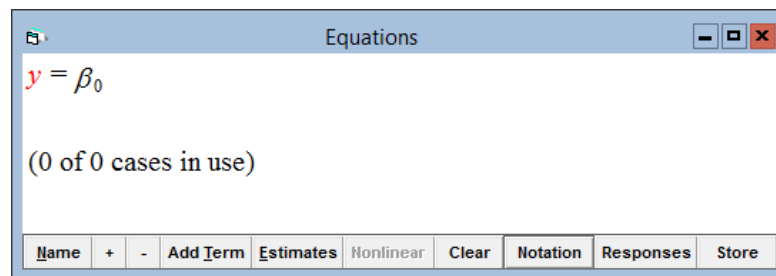 Equations
y = β₀
(0 of 0 cases in use)
Name + - Add Term Estimates Nonlinear Clear Notation Responses Store